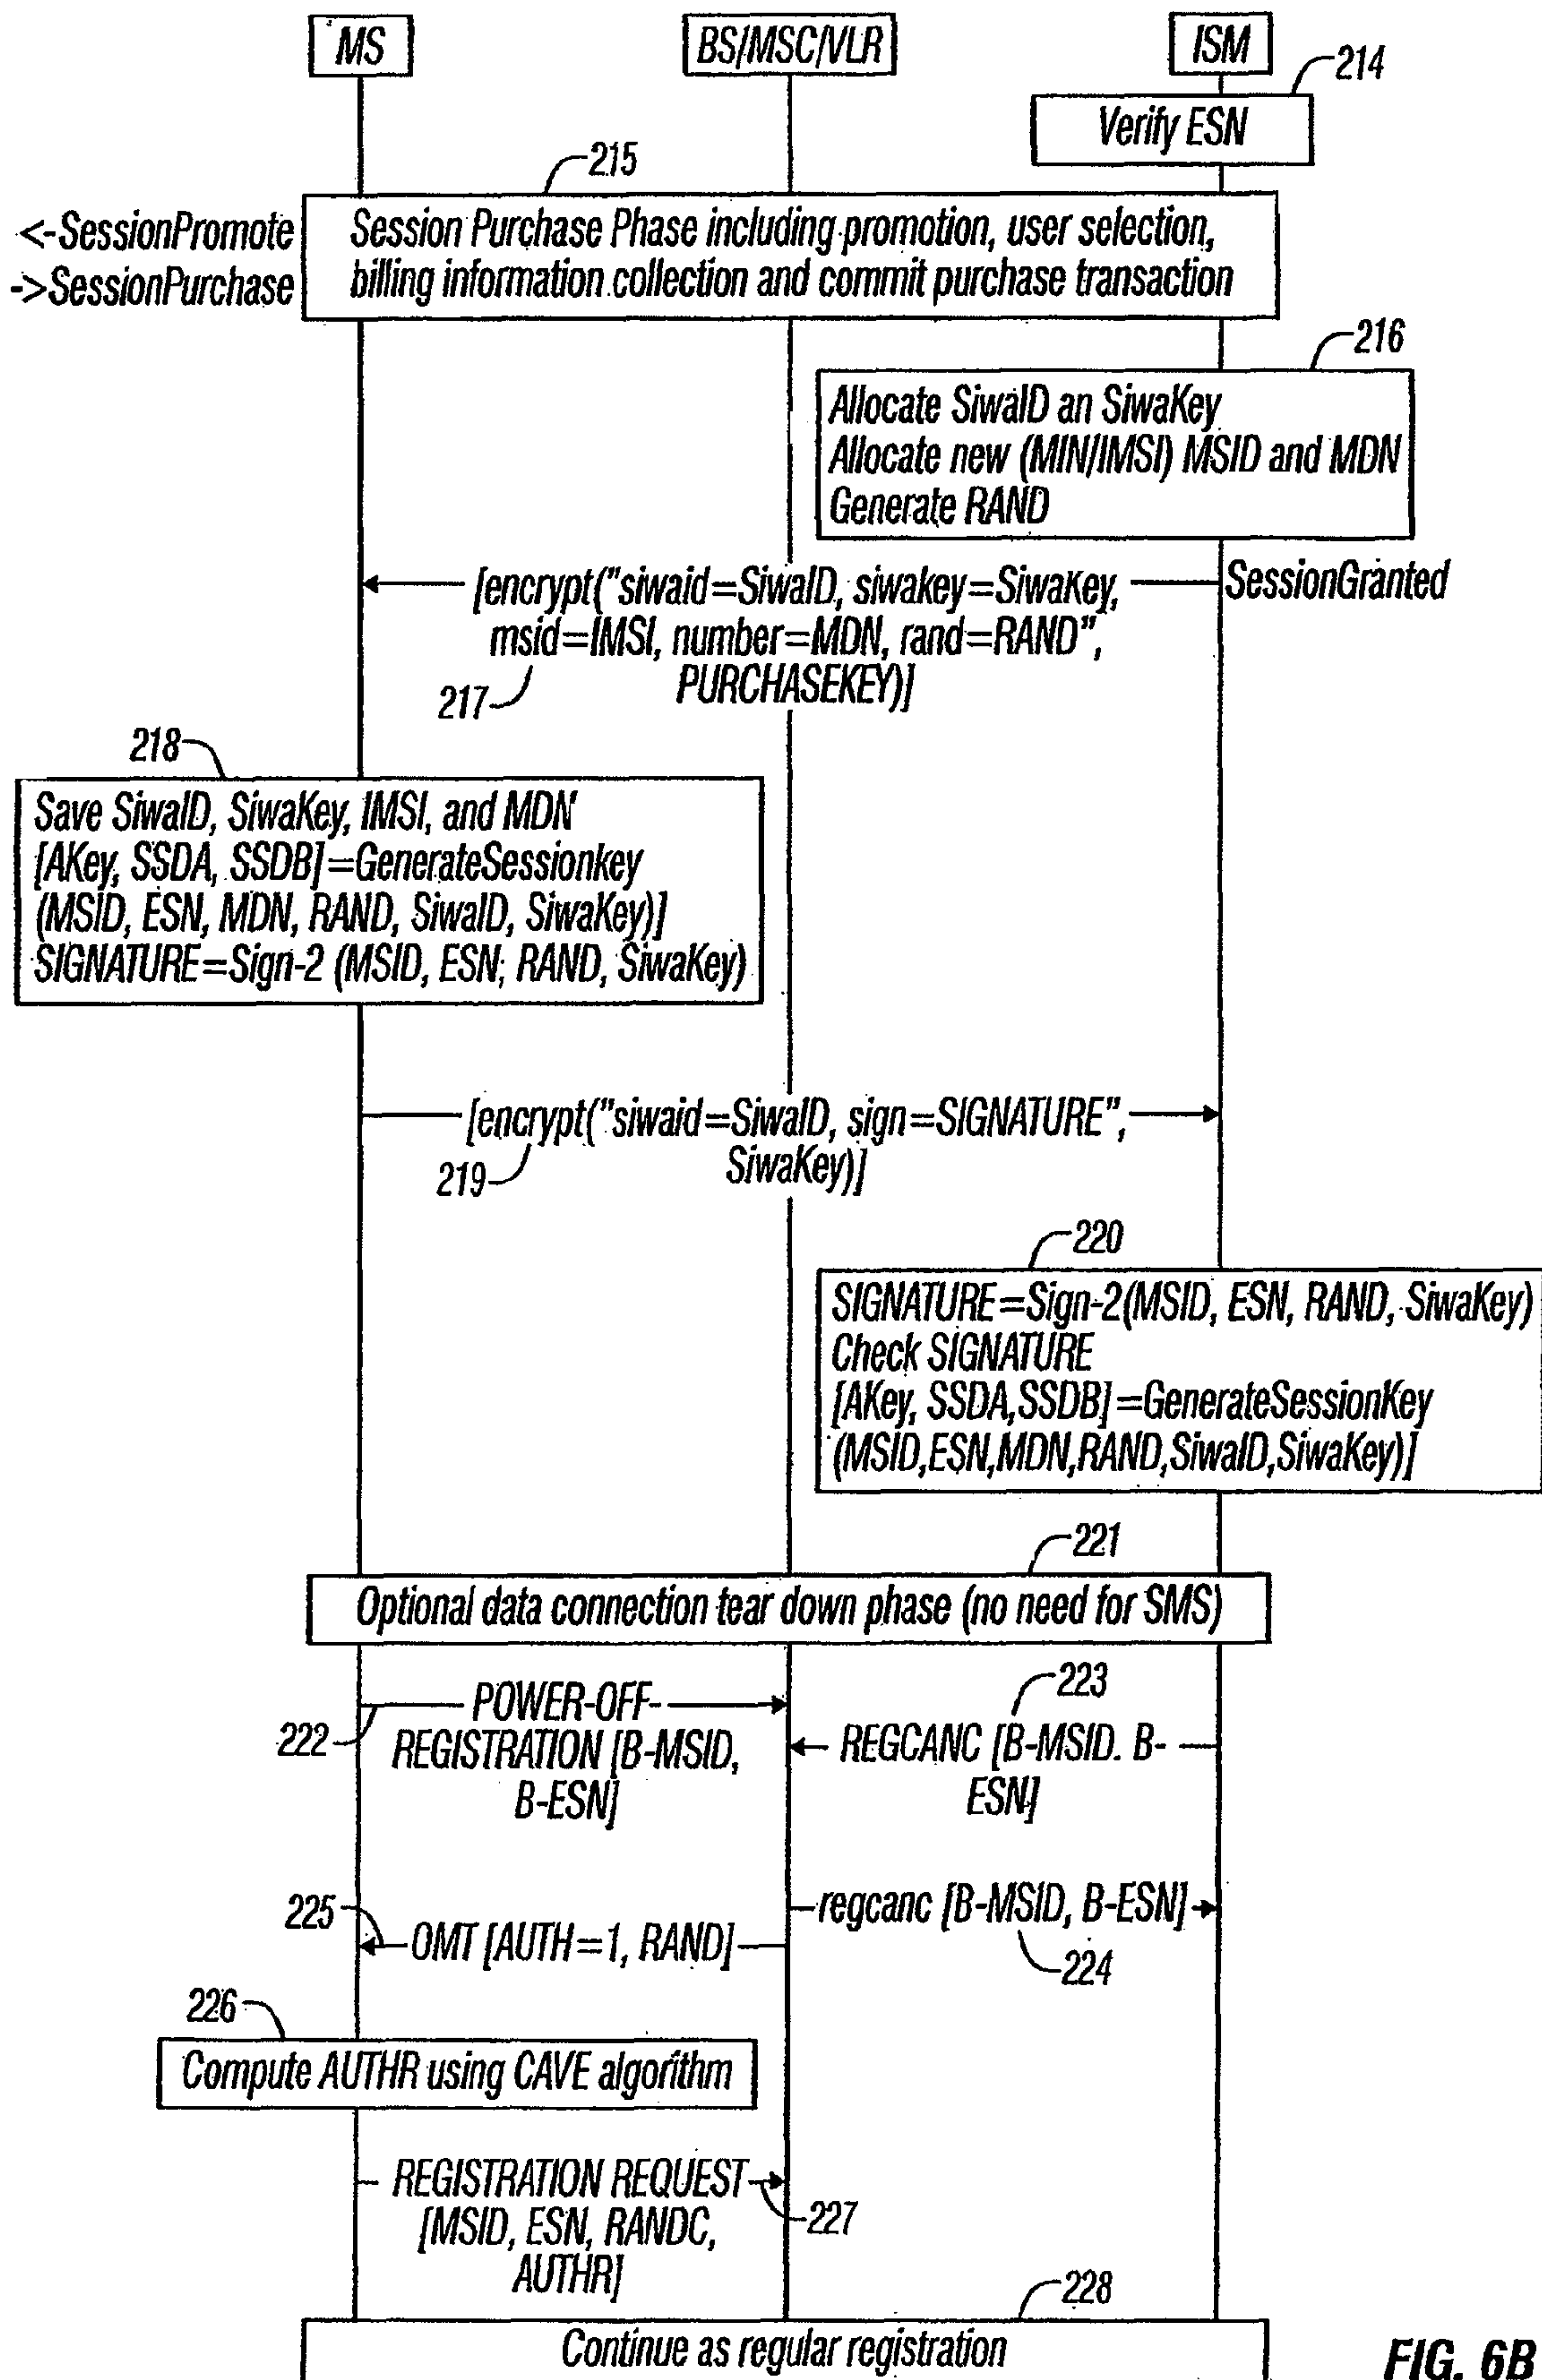 MS
BS/MSC/VLR
ISM
214
Verify ESN
215
<-SessionPromote
->SessionPurchase
Session Purchase Phase including promotion, user selection,
billing information collection and commit purchase transaction
216
Allocate SiwaID an SiwaKey
Allocate new (MIN/IMSI) MSID and MDN
Generate RAND
[encrypt("siwaid=SiwaID, siwakey=SiwaKey,
msid=IMSI, number=MDN, rand=RAND",
PURCHASEKEY)]
SessionGranted
217
218
Save SiwaID, SiwaKey, IMSI, and MDN
[AKey, SSDA, SSDB]=GenerateSessionkey
(MSID, ESN, MDN, RAND, SiwaID, SiwaKey)]
SIGNATURE=Sign-2 (MSID, ESN, RAND, SiwaKey)
[encrypt("siwaid=SiwaID, sign=SIGNATURE",
SiwaKey)]
219
220
SIGNATURE=Sign-2(MSID, ESN, RAND, SiwaKey)
Check SIGNATURE
[AKey, SSDA,SSDB]=GenerateSessionKey
(MSID,ESN,MDN,RAND,SiwaID,SiwaKey)]
221
Optional data connection tear down phase (no need for SMS)
POWER-OFF-
REGISTRATION [B-MSID,
B-ESN]
222
223
REGCANC [B-MSID. B-
ESN]
regcanc [B-MSID, B-ESN]
224
225
OMT [AUTH=1, RAND]
226
Compute AUTHR using CAVE algorithm
REGISTRATION REQUEST
[MSID, ESN, RANDC,
AUTHR]
227
228
Continue as regular registration
FIG. 6B